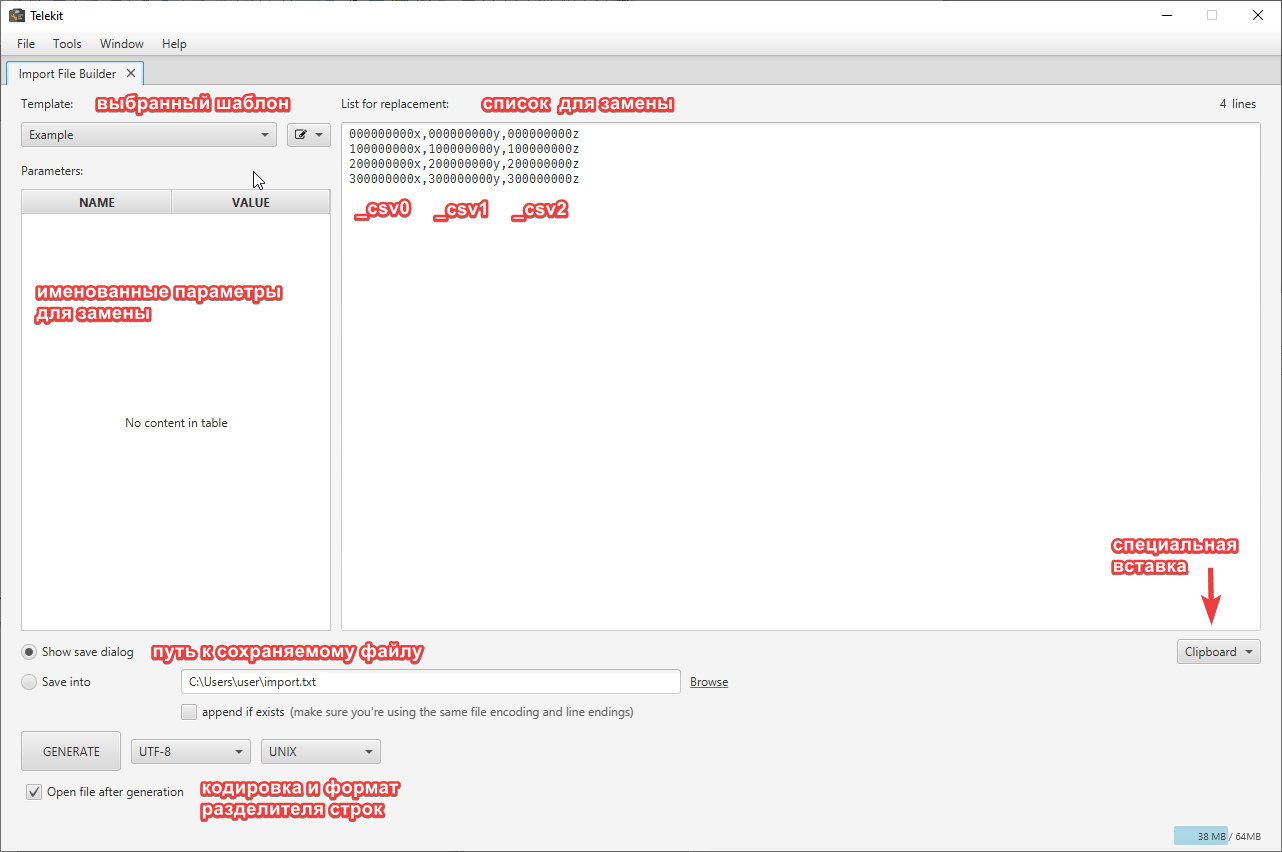 Telekit
File Tools Window Help
Import File Builder
Template: выбранный шаблон
List for replacement: список для замены
4 lines
Example
000000000x,000000000y,000000000z
100000000x,100000000y,100000000z
200000000x,200000000y,200000000z
300000000x,300000000y,300000000z
_csv0 _csv1 _csv2
Parameters:
NAME VALUE
именованные параметры
для замены
No content in table
специальная
вставка
Show save dialog путь к сохраняемому файлу
Clipboard
Save into C:\Users\user\import.txt Browse
append if exists (make sure you're using the same file encoding and line endings)
GENERATE UTF-8 UNIX
Open file after generation
кодировка и формат
разделителя строк
38 MB / 64MB